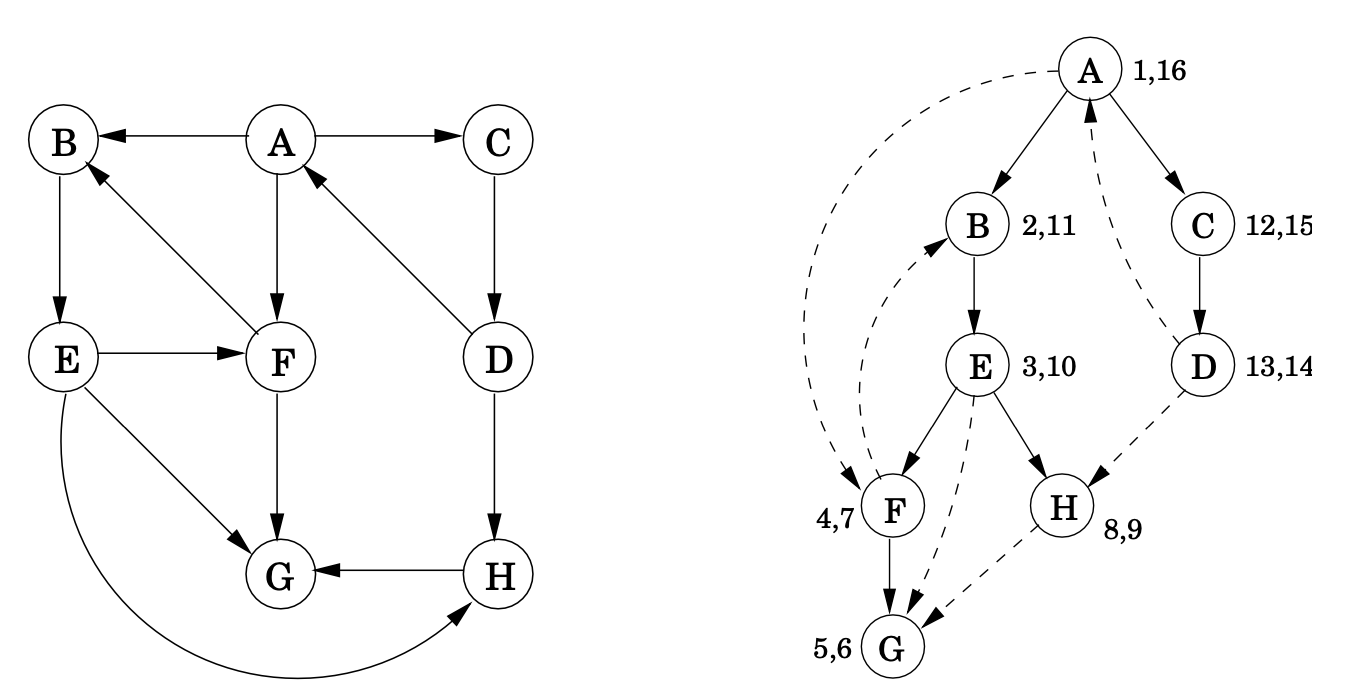 B
A
C
E
F
D
G
H
A 1,16
B 2,11
C 12,15
E 3,10
D 13,14
4,7 F
H 8,9
5,6 G